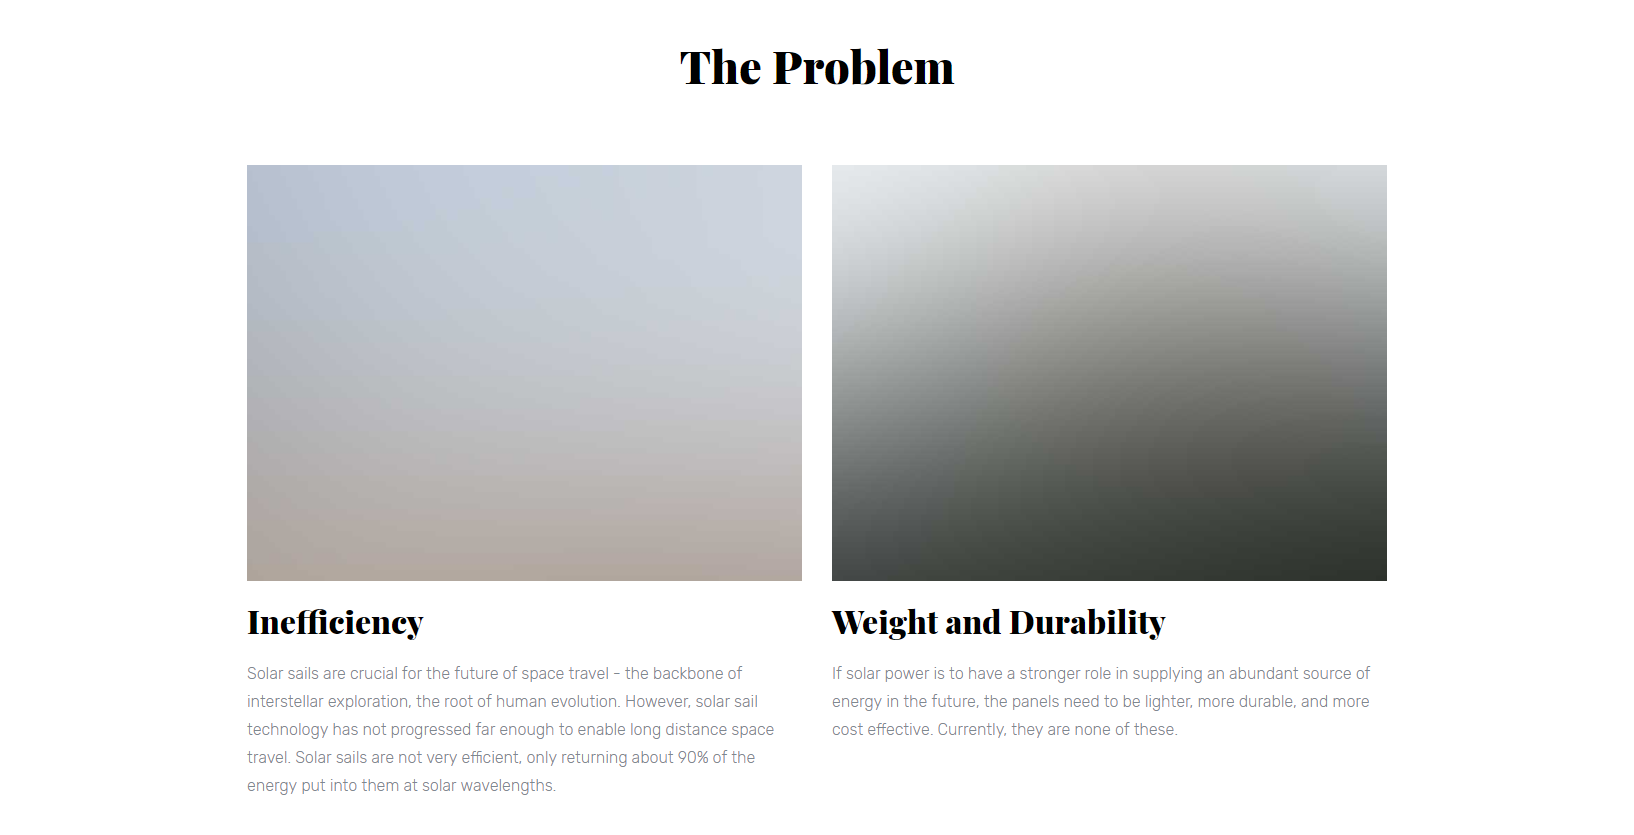 The Problem
Inefficiency
Solar sails are crucial for the future of space travel - the backbone of
interstellar exploration, the root of human evolution. However, solar sail
technology has not progressed far enough to enable long distance space
travel. Solar sails are not very efficient, only returning about 90% of the
energy put into them at solar wavelengths.
Weight and Durability
If solar power is to have a stronger role in supplying an abundant source of
energy in the future, the panels need to be lighter, more durable, and more
cost effective. Currently, they are none of these.